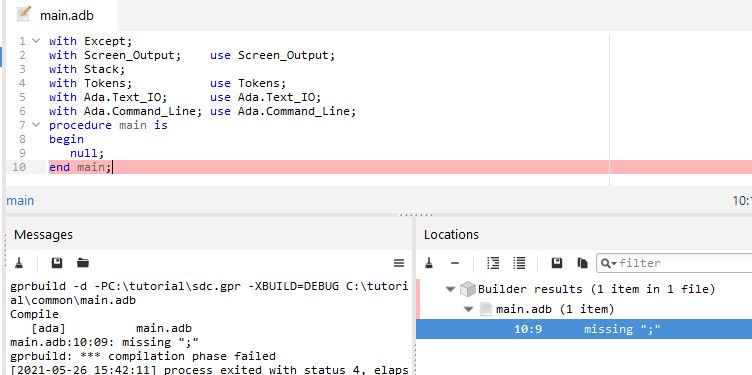 main.adb
1 with Except;
2 with Screen_Output;    use Screen_Output;
3 with Stack;
4 with Tokens;           use Tokens;
5 with Ada.Text_IO;      use Ada.Text_IO;
6 with Ada.Command_Line; use Ada.Command_Line;
7 procedure main is
8 begin
9    null;
10 end main;
main
10:1
Messages
gprbuild -d -PC:\tutorial\sdc.gpr -XBUILD=DEBUG C:\tutori
al\common\main.adb
Compile
   [ada]          main.adb
main.adb:10:09: missing ";"
gprbuild: *** compilation phase failed
[2021-05-26 15:42:11] process exited with status 4, elaps
Locations
filter
Builder results (1 item in 1 file)
main.adb (1 item)
10:9      missing ";"